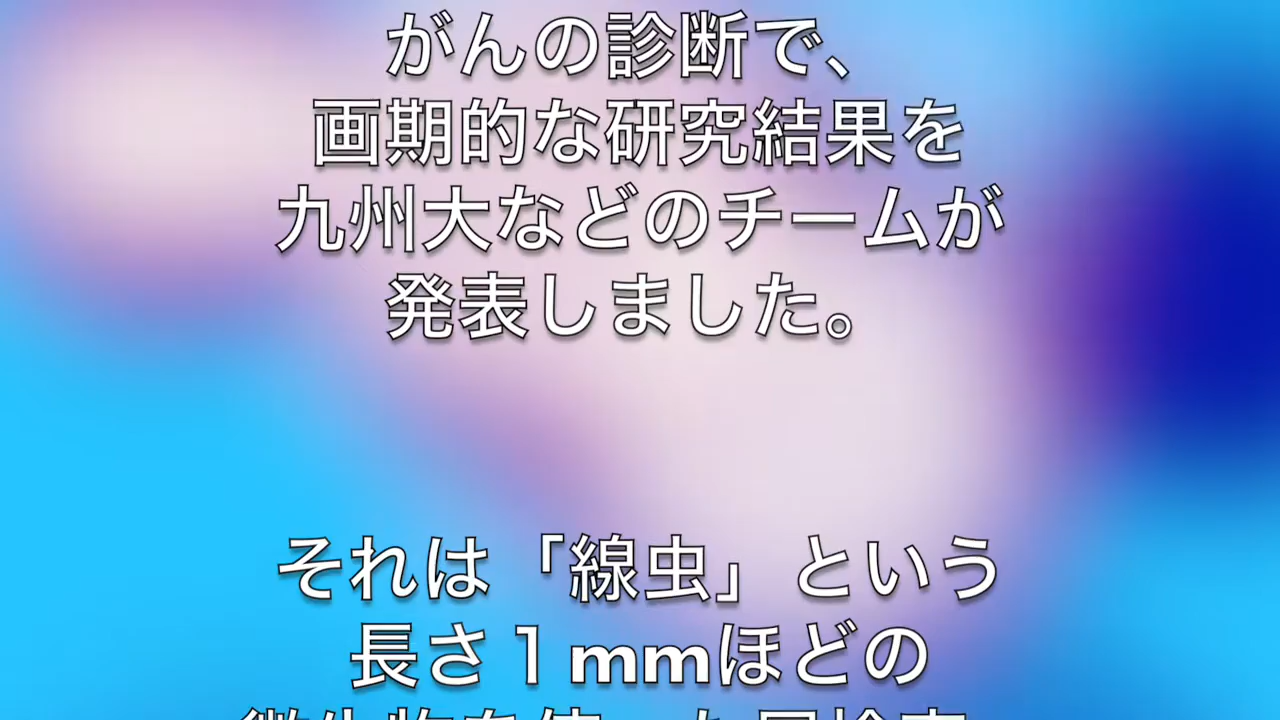 がんの診断で、
画期的な研究結果を
九州大などのチームが
発表しました。
それは「線虫」という
長さ１mmほどの